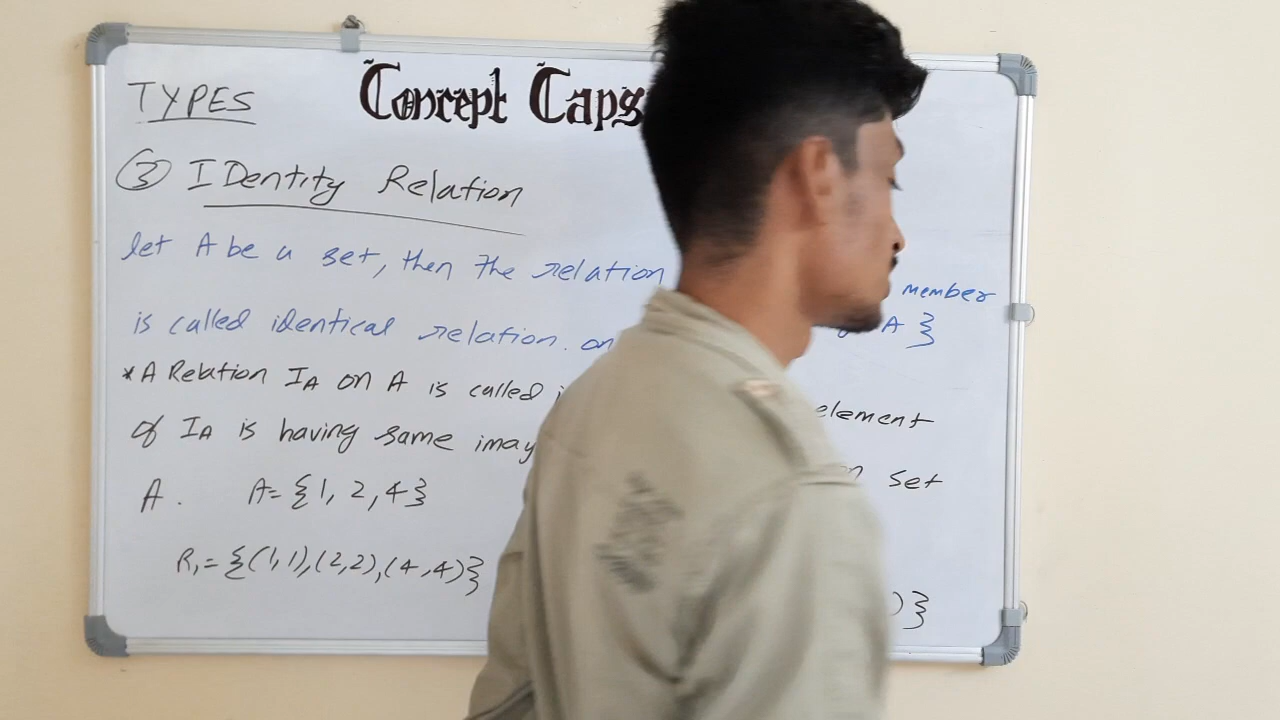 TYPES
Concept Caps
③ IDentity Relation
let A be a set, then the relation
member
is called identical relation. on
A }
*A Relation IA on A is called
element
of IA is having same
set
A. A= {1, 2, 4}
R1= {(1,1),(2,2),(4,4)}
)}